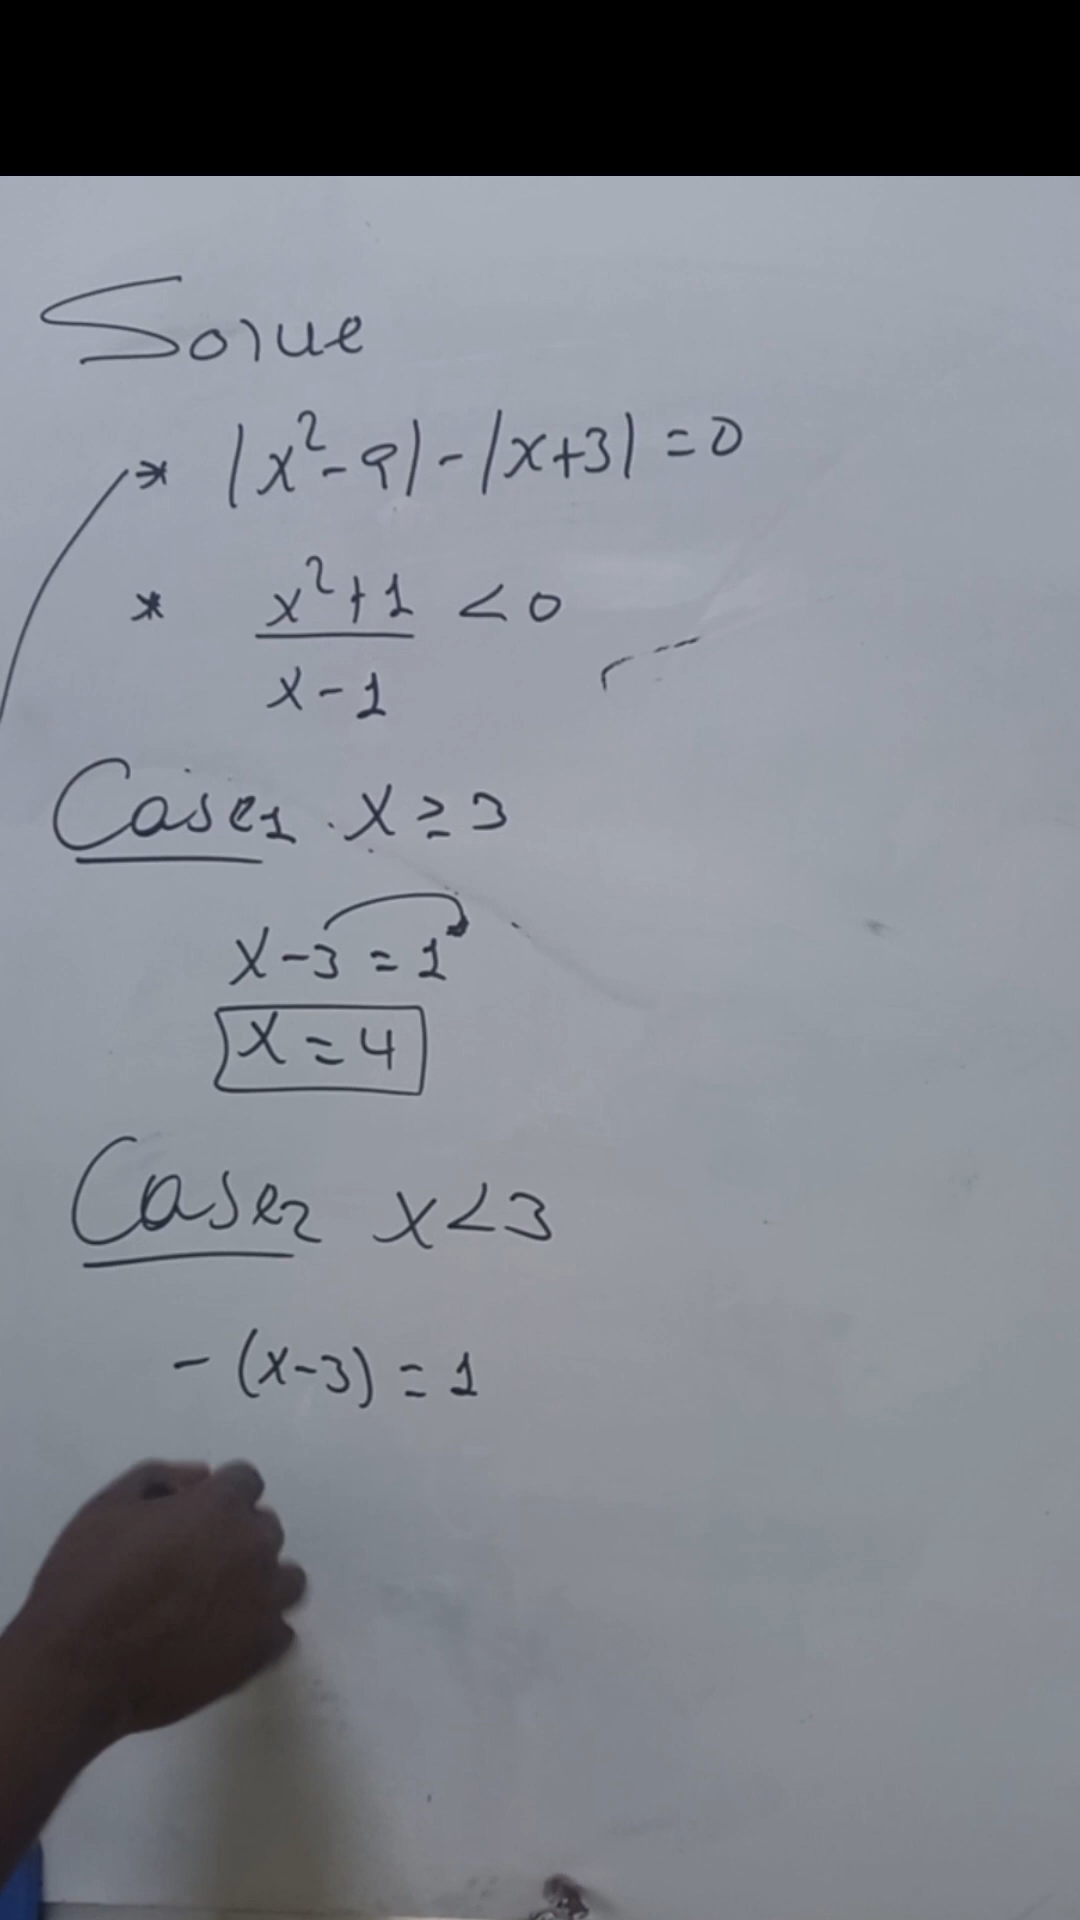 Solve
* |x²-9|-|x+3|=0
* x²+1 < 0
x-1
Case1. x≥3
x-3=1
x=4
Case2 x<3
-(x-3)=1